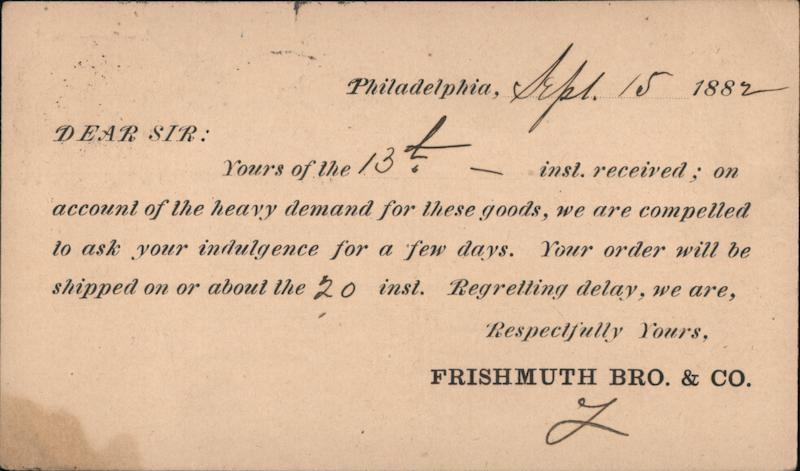 Philadelphia, Sept. 15 1882
DEAR SIR:
Yours of the 13th — inst. received; on
account of the heavy demand for these goods, we are compelled
to ask your indulgence for a few days. Your order will be
shipped on or about the 20 inst. Regretting delay, we are,
Respectfully Yours,
FRISHMUTH BRO. & CO.